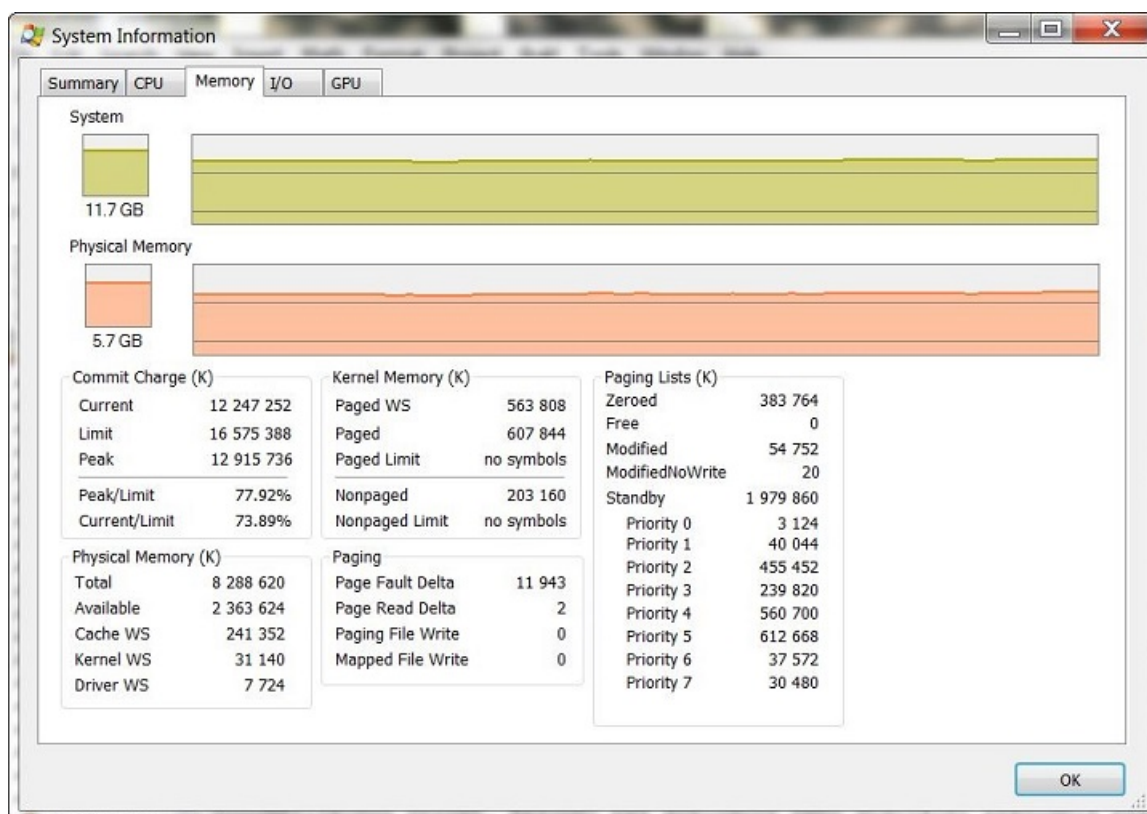 System Information
Summary CPU Memory I/O GPU
System
11.7 GB
Physical Memory
5.7 GB
Commit Charge (K)
Current 12 247 252
Limit 16 575 388
Peak 12 915 736
Peak/Limit 77.92%
Current/Limit 73.89%
Physical Memory (K)
Total 8 288 620
Available 2 363 624
Cache WS 241 352
Kernel WS 31 140
Driver WS 7 724
Kernel Memory (K)
Paged WS 563 808
Paged 607 844
Paged Limit no symbols
Nonpaged 203 160
Nonpaged Limit no symbols
Paging
Page Fault Delta 11 943
Page Read Delta 2
Paging File Write 0
Mapped File Write 0
Paging Lists (K)
Zeroed 383 764
Free 0
Modified 54 752
ModifiedNoWrite 20
Standby 1 979 860
Priority 0 3 124
Priority 1 40 044
Priority 2 455 452
Priority 3 239 820
Priority 4 560 700
Priority 5 612 668
Priority 6 37 572
Priority 7 30 480
OK